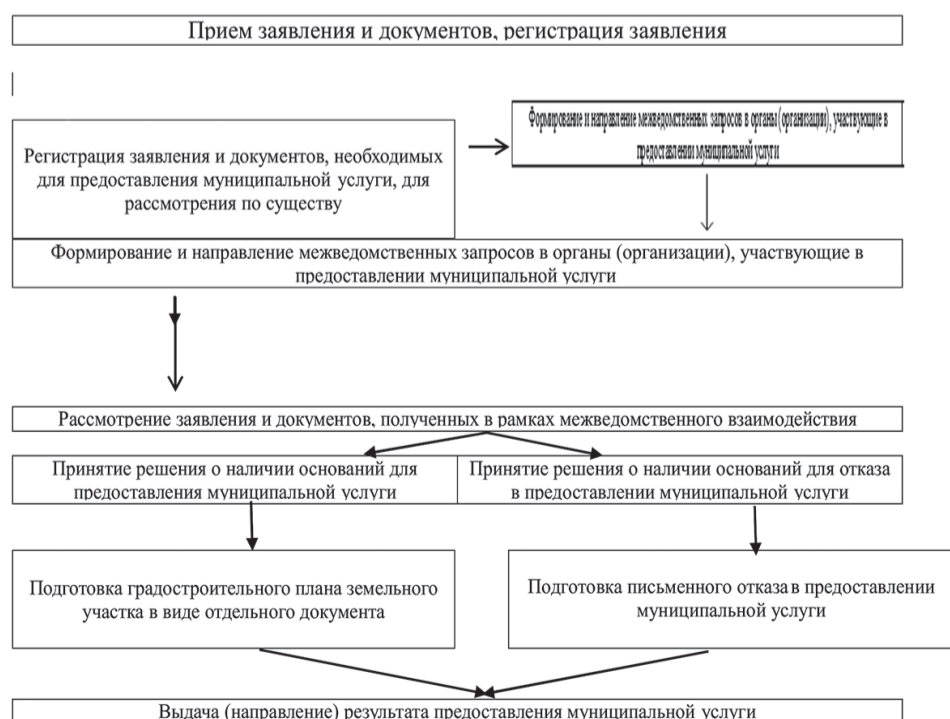 Прием заявления и документов, регистрация заявления
Формирование и направление межведомственных запросов в органы (организации), участвующие в
предоставлении муниципальной услуги
Регистрация заявления и документов, необходимых
для предоставления муниципальной услуги, для
рассмотрения по существу
Формирование и направление межведомственных запросов в органы (организации), участвующие в
предоставлении муниципальной услуги
Рассмотрение заявления и документов, полученных в рамках межведомственного взаимодействия
Принятие решения о наличии оснований для
предоставления муниципальной услуги
Принятие решения о наличии оснований для отказа
в предоставлении муниципальной услуги
Подготовка градостроительного плана земельного
участка в виде отдельного документа
Подготовка письменного отказа в предоставлении
муниципальной услуги
Выдача (направление) результата предоставления муниципальной услуги